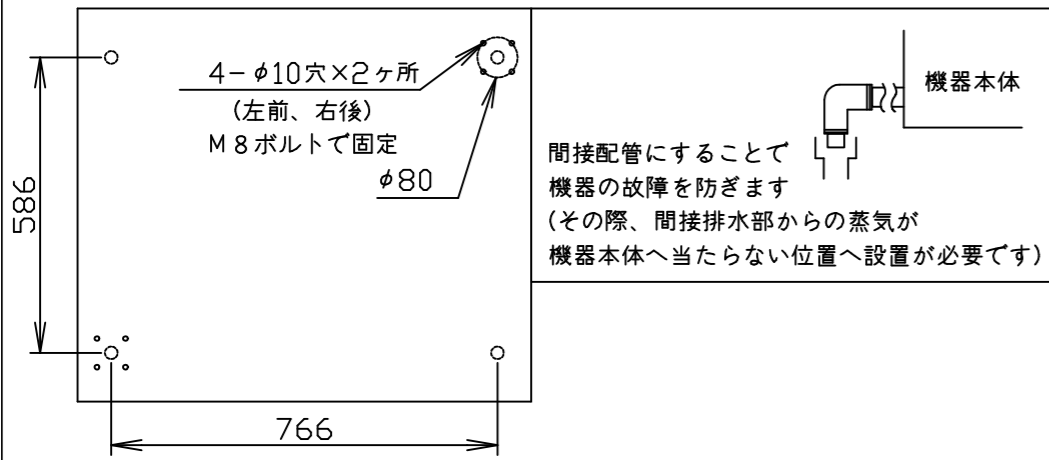 4-φ10穴×2ヶ所
(左前、右後)
M8ボルトで固定
φ80
586
766
機器本体
間接配管にすることで
機器の故障を防ぎます
(その際、間接排水部からの蒸気が
機器本体へ当たらない位置へ設置が必要です)